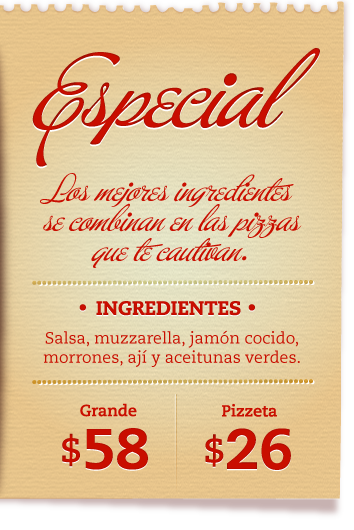 Especial
Los mejores ingredientes
se combinan en las pizzas
que te cautivan.
• INGREDIENTES •
Salsa, muzzarella, jamón cocido,
morrones, ají y aceitunas verdes.
Grande Pizzeta
$58 $26